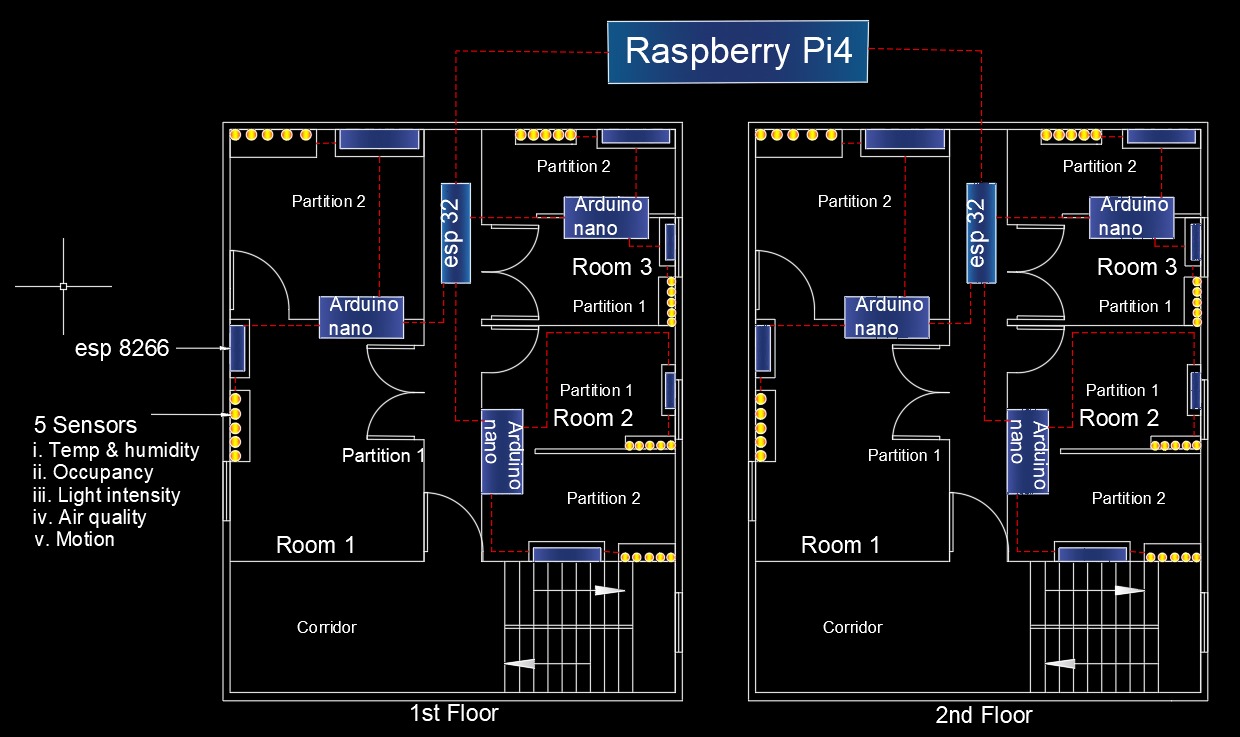 Raspberry Pi4
Partition 2
Partition 2
esp 32
Arduino
nano
Room 3
Partition 1
Arduino
nano
esp 8266
5 Sensors
i. Temp & humidity
ii. Occupancy
iii. Light intensity
iv. Air quality
v. Motion
Partition 1
Room 2
Arduino
nano
Partition 1
Partition 2
Room 1
Corridor
1st Floor
Partition 2
Partition 2
esp 32
Arduino
nano
Room 3
Partition 1
Arduino
nano
Partition 1
Room 2
Arduino
nano
Partition 1
Partition 2
Room 1
Corridor
2nd Floor